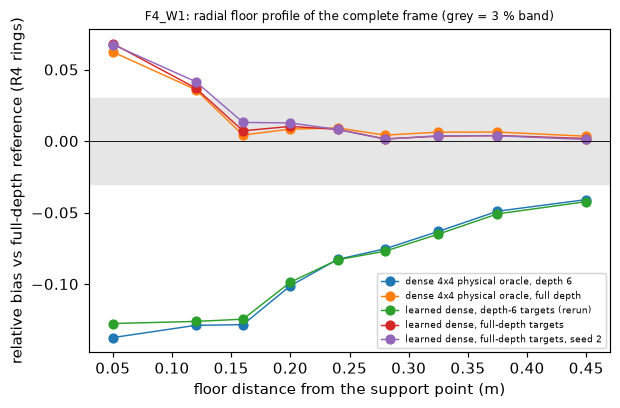 F4_W1: radial floor profile of the complete frame (grey = 3 % band)
relative bias vs full-depth reference (R4 rings)
0.05
0.00
−0.05
−0.10
dense 4x4 physical oracle, depth 6
dense 4x4 physical oracle, full depth
learned dense, depth-6 targets (rerun)
learned dense, full-depth targets
learned dense, full-depth targets, seed 2
0.05 0.10 0.15 0.20 0.25 0.30 0.35 0.40 0.45
floor distance from the support point (m)